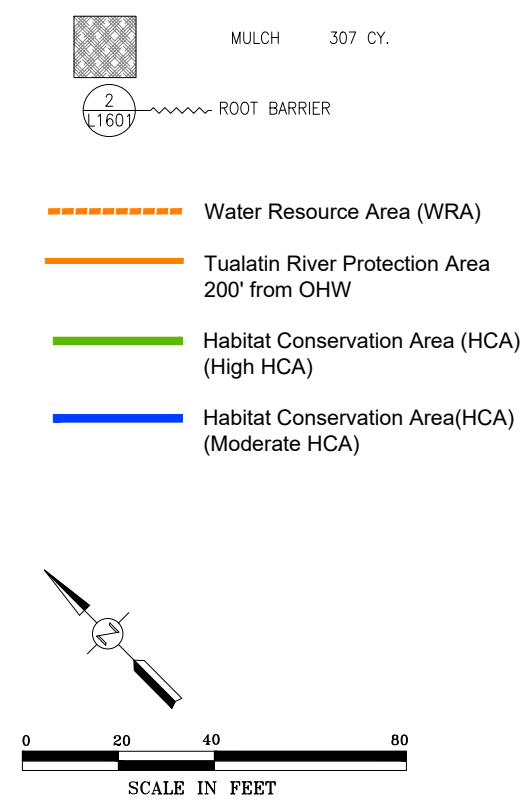 MULCH 307 CY.
2
L1601
ROOT BARRIER
Water Resource Area (WRA)
Tualatin River Protection Area
200' from OHW
Habitat Conservation Area (HCA)
(High HCA)
Habitat Conservation Area(HCA)
(Moderate HCA)
N
0 20 40 80
SCALE IN FEET